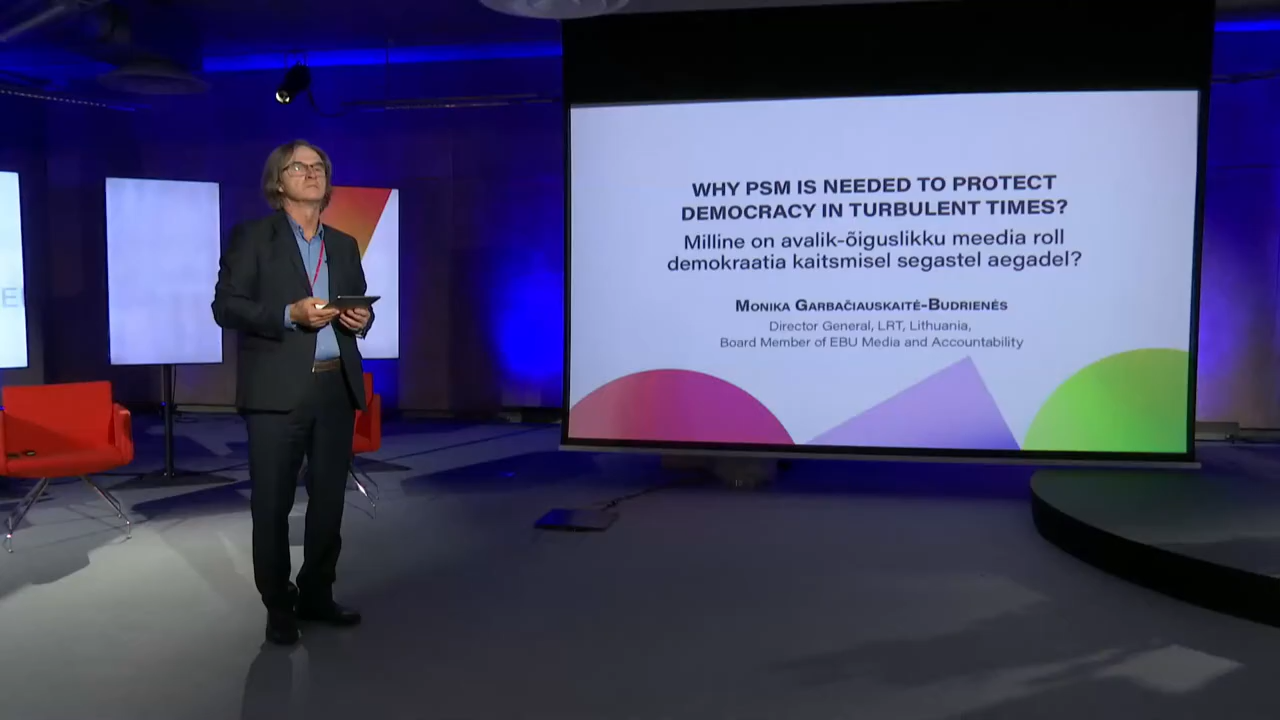 WHY PSM IS NEEDED TO PROTECT
DEMOCRACY IN TURBULENT TIMES?
Milline on avalik-õiguslikku meedia roll
demokraatia kaitsmisel segastel aegadel?
MONIKA GARBAČIAUSKAITĖ-BUDRIENĖS
Director General, LRT, Lithuania,
Board Member of EBU Media and Accountability